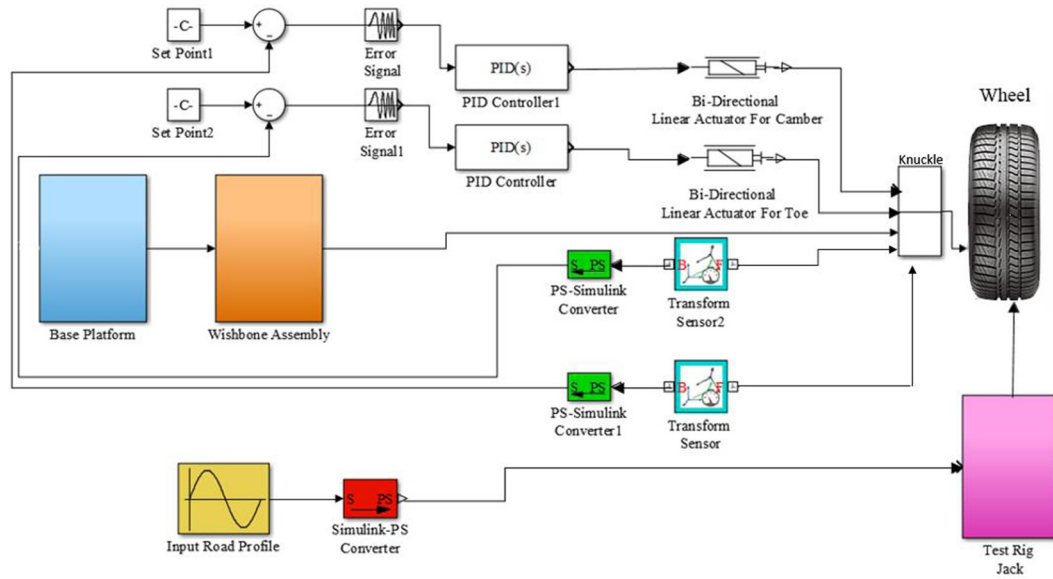 -C-
Set Point1
+
−
Error
Signal
PID(s)
PID Controller1
Bi-Directional
Linear Actuator For Camber
Wheel
-C-
Set Point2
+
−
Error
Signal1
PID(s)
PID Controller
Bi-Directional
Linear Actuator For Toe
Knuckle
Base Platform
Wishbone Assembly
S PS
PS-Simulink
Converter
B F
Transform
Sensor2
S PS
PS-Simulink
Converter1
B F
Transform
Sensor
Input Road Profile
S PS
Simulink-PS
Converter
Test Rig
Jack